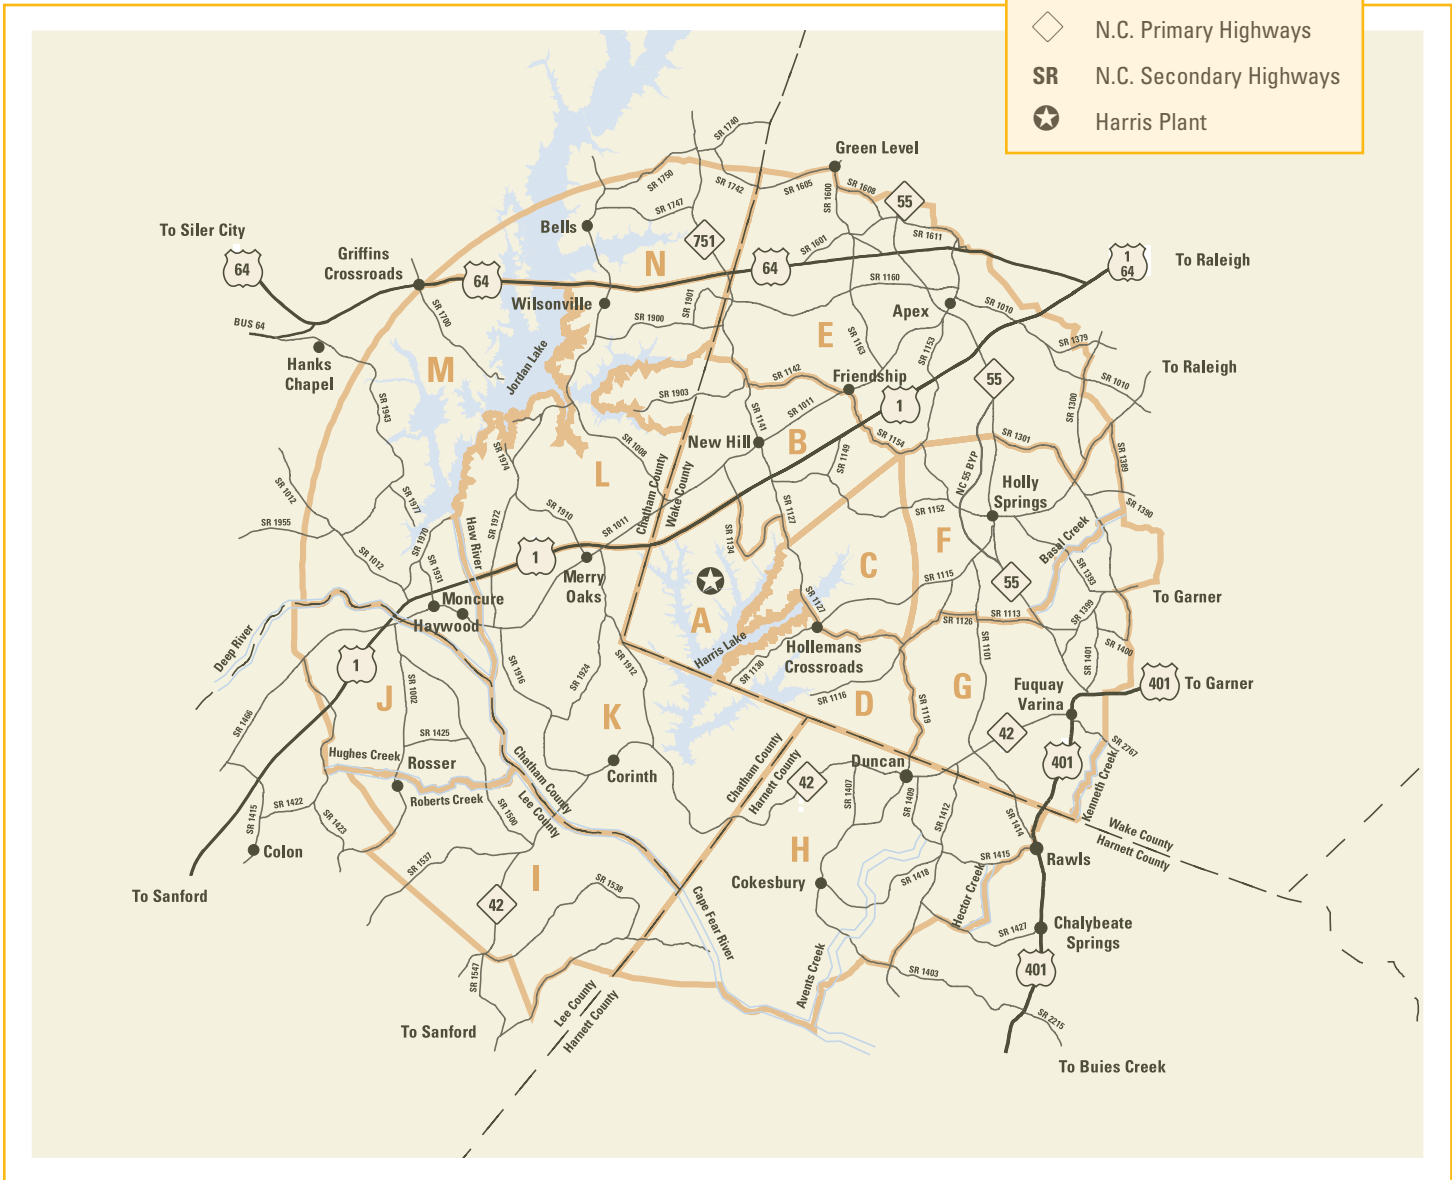 N.C. Primary Highways
SR N.C. Secondary Highways
Harris Plant
SR 1740
Green Level
SR 1750
SR 1742
SR 1605
SR 1600
SR 1608
55
SR 1747
To Siler City
Bells
751
SR 1601
SR 1611
Griffins
Crossroads
64
64
N
64
1
64
To Raleigh
SR 1160
Wilsonville
SR 1901
SR 1700
SR 1900
Apex
SR 1010
BUS 64
E
SR 1163
SR 1153
SR 1379
Hanks
Chapel
Jordan Lake
M
SR 1142
Friendship
55
To Raleigh
SR 1010
SR 1903
SR 1943
SR 1141
SR 1011
1
SR 1300
New Hill
B
SR 1154
SR 1301
SR 1389
SR 1974
SR 1008
SR 1149
L
Chatham County
Wake County
NC 55 BYP
Holly
Springs
SR 1012
SR 1977
SR 1910
SR 1127
SR 1152
SR 1390
SR 1955
SR 1970
Haw River
SR 1972
SR 1011
SR 1134
F
Basal Creek
SR 1012
SR 1931
1
Merry
Oaks
C
SR 1115
55
SR 1393
Moncure
Haywood
A
SR 1127
SR 1126
SR 1113
SR 1399
To Garner
Deep River
Harris Lake
Hollemans
Crossroads
SR 1101
SR 1401
SR 1400
1
SR 1916
SR 1924
SR 1912
SR 1130
SR 1116
D
G
Fuquay
Varina
401
To Garner
J
SR 1002
K
SR 1119
SR 1466
SR 1425
42
SR 2767
Hughes Creek
Rosser
Chatham County
Lee County
Corinth
Chatham County
Harnett County
Duncan
401
Kenneth Creek
Roberts Creek
42
SR 1407
SR 1409
SR 1412
SR 1415
SR 1422
SR 1423
SR 1500
SR 1414
Wake County
Harnett County
Colon
SR 1537
H
SR 1415
Rawls
I
Cokesbury
SR 1418
To Sanford
42
SR 1538
Cape Fear River
Hector Creek
SR 1427
Chalybeate
Springs
SR 1547
Avents Creek
SR 1403
401
Lee County
Harnett County
To Sanford
SR 2215
To Buies Creek